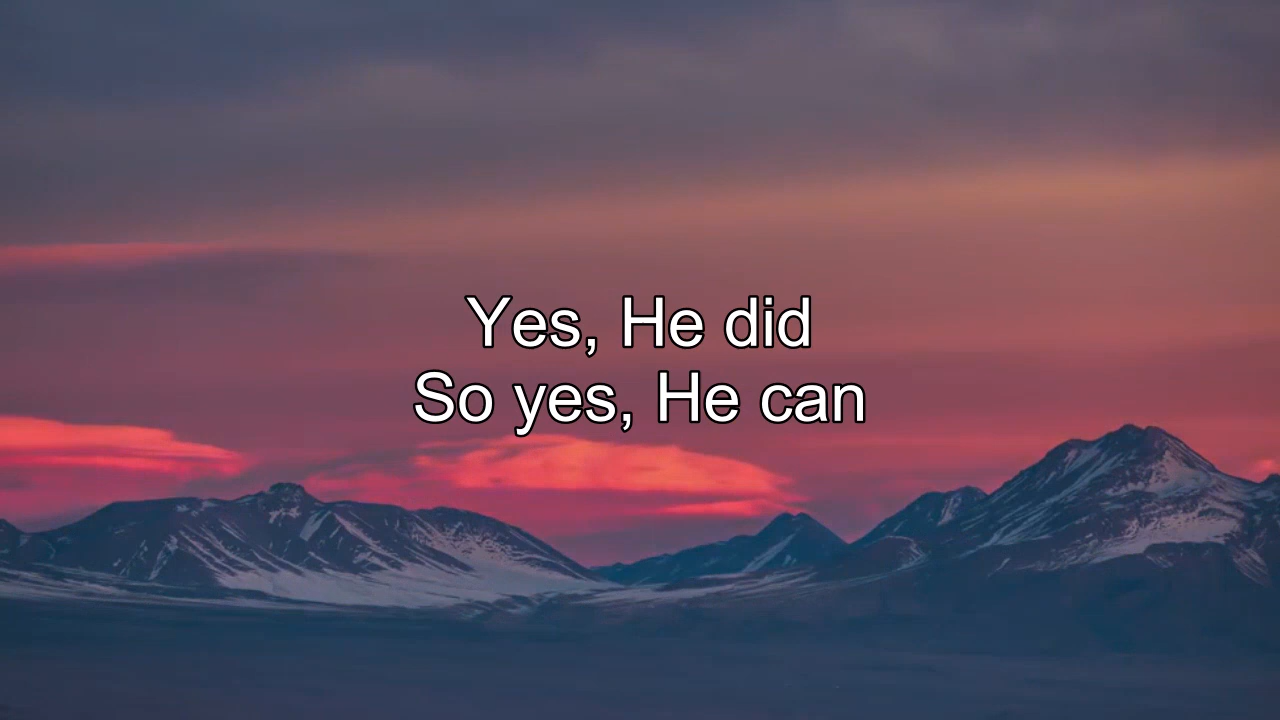 Yes, He did
So yes, He can